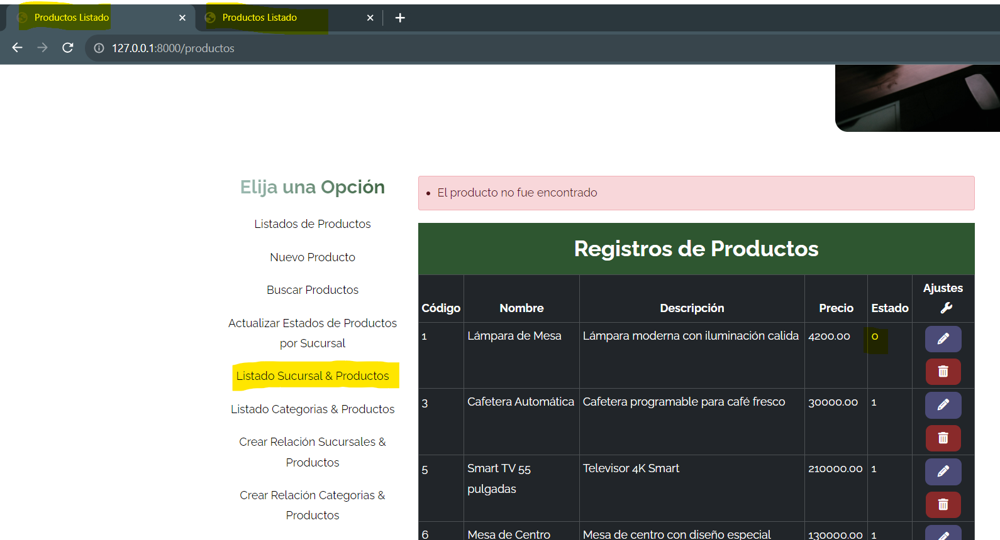 Productos Listado
Productos Listado
127.0.0.1:8000/productos
Elija una Opción
Listados de Productos
Nuevo Producto
Buscar Productos
Actualizar Estados de Productos
por Sucursal
Listado Sucursal & Productos
Listado Categorias & Productos
Crear Relación Sucursales &
Productos
Crear Relación Categorias &
Productos
El producto no fue encontrado
Registros de Productos
Código Nombre Descripción Precio Estado Ajustes
1 Lámpara de Mesa Lámpara moderna con iluminación calida 4200.00 0
3 Cafetera Automática Cafetera programable para café fresco 30000.00 1
5 Smart TV 55 pulgadas Televisor 4K Smart 210000.00 1
6 Mesa de Centro Mesa de centro con diseño especial 130000.00 1